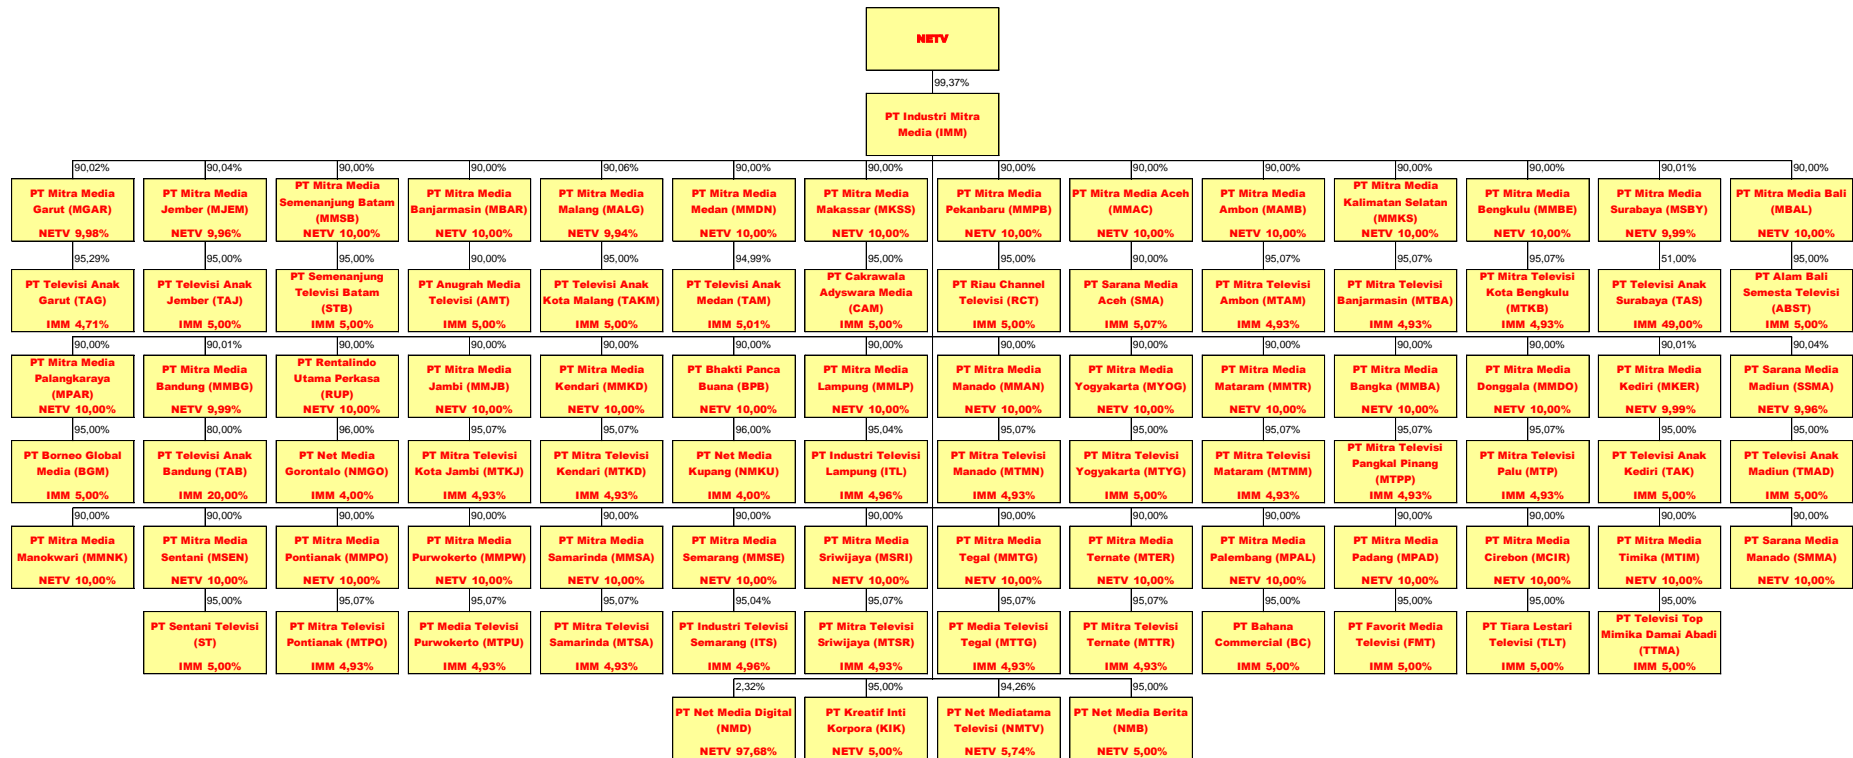 NETV
99,37%
PT Industri Mitra
Media (IMM)
90,02% 90,04% 90,00% 90,00% 90,06% 90,00% 90,00% 90,00% 90,00% 90,00% 90,00% 90,00% 90,01% 90,00%
PT Mitra Media
Garut (MGAR)
NETV 9,98%
PT Mitra Media
Jember (MJEM)
NETV 9,96%
PT Mitra Media
Semenanjung Batam
(MMSB)
NETV 10,00%
PT Mitra Media
Banjarmasin (MBAR)
NETV 10,00%
PT Mitra Media
Malang (MALG)
NETV 9,94%
PT Mitra Media
Medan (MMDN)
NETV 10,00%
PT Mitra Media
Makassar (MKSS)
NETV 10,00%
PT Mitra Media
Pekanbaru (MMPB)
NETV 10,00%
PT Mitra Media Aceh
(MMAC)
NETV 10,00%
PT Mitra Media
Ambon (MAMB)
NETV 10,00%
PT Mitra Media
Kalimatan Selatan
(MMKS)
NETV 10,00%
PT Mitra Media
Bengkulu (MMBE)
NETV 10,00%
PT Mitra Media
Surabaya (MSBY)
NETV 9,99%
PT Mitra Media Bali
(MBAL)
NETV 10,00%
95,29% 95,00% 95,00% 90,00% 95,00% 94,99% 95,00% 95,00% 90,00% 95,07% 95,07% 95,07% 51,00% 95,00%
PT Televisi Anak
Garut (TAG)
IMM 4,71%
PT Televisi Anak
Jember (TAJ)
IMM 5,00%
PT Semenanjung
Televisi Batam
(STB)
IMM 5,00%
PT Anugrah Media
Televisi (AMT)
IMM 5,00%
PT Televisi Anak
Kota Malang (TAKM)
IMM 5,00%
PT Televisi Anak
Medan (TAM)
IMM 5,01%
PT Cakrawala
Adyswara Media
(CAM)
IMM 5,00%
PT Riau Channel
Televisi (RCT)
IMM 5,00%
PT Sarana Media
Aceh (SMA)
IMM 5,07%
PT Mitra Televisi
Ambon (MTAM)
IMM 4,93%
PT Mitra Televisi
Banjarmasin (MTBA)
IMM 4,93%
PT Mitra Televisi
Kota Bengkulu
(MTKB)
IMM 4,93%
PT Televisi Anak
Surabaya (TAS)
IMM 49,00%
PT Alam Bali
Semesta Televisi
(ABST)
IMM 5,00%
90,00% 90,01% 90,00% 90,00% 90,00% 90,00% 90,00% 90,00% 90,00% 90,00% 90,00% 90,00% 90,01% 90,04%
PT Mitra Media
Palangkaraya
(MPAR)
NETV 10,00%
PT Mitra Media
Bandung (MMBG)
NETV 9,99%
PT Rentalindo
Utama Perkasa
(RUP)
NETV 10,00%
PT Mitra Media
Jambi (MMJB)
NETV 10,00%
PT Mitra Media
Kendari (MMKD)
NETV 10,00%
PT Bhakti Panca
Buana (BPB)
NETV 10,00%
PT Mitra Media
Lampung (MMLP)
NETV 10,00%
PT Mitra Media
Manado (MMAN)
NETV 10,00%
PT Mitra Media
Yogyakarta (MYOG)
NETV 10,00%
PT Mitra Media
Mataram (MMTR)
NETV 10,00%
PT Mitra Media
Bangka (MMBA)
NETV 10,00%
PT Mitra Media
Donggala (MMDO)
NETV 10,00%
PT Mitra Media
Kediri (MKER)
NETV 9,99%
PT Sarana Media
Madiun (SSMA)
NETV 9,96%
95,00% 80,00% 96,00% 95,07% 95,07% 96,00% 95,04% 95,07% 95,00% 95,07% 95,07% 95,07% 95,00% 95,00%
PT Borneo Global
Media (BGM)
IMM 5,00%
PT Televisi Anak
Bandung (TAB)
IMM 20,00%
PT Net Media
Gorontalo (NMGO)
IMM 4,00%
PT Mitra Televisi
Kota Jambi (MTKJ)
IMM 4,93%
PT Mitra Televisi
Kendari (MTKD)
IMM 4,93%
PT Net Media
Kupang (NMKU)
IMM 4,00%
PT Industri Televisi
Lampung (ITL)
IMM 4,96%
PT Mitra Televisi
Manado (MTMN)
IMM 4,93%
PT Mitra Televisi
Yogyakarta (MTYG)
IMM 5,00%
PT Mitra Televisi
Mataram (MTMM)
IMM 4,93%
PT Mitra Televisi
Pangkal Pinang
(MTPP)
IMM 4,93%
PT Mitra Televisi
Palu (MTP)
IMM 4,93%
PT Televisi Anak
Kediri (TAK)
IMM 5,00%
PT Televisi Anak
Madiun (TMAD)
IMM 5,00%
90,00% 90,00% 90,00% 90,00% 90,00% 90,00% 90,00% 90,00% 90,00% 90,00% 90,00% 90,00% 90,00% 90,00%
PT Mitra Media
Manokwari (MMNK)
NETV 10,00%
PT Mitra Media
Sentani (MSEN)
NETV 10,00%
PT Mitra Media
Pontianak (MMPO)
NETV 10,00%
PT Mitra Media
Purwokerto (MMPW)
NETV 10,00%
PT Mitra Media
Samarinda (MMSA)
NETV 10,00%
PT Mitra Media
Semarang (MMSE)
NETV 10,00%
PT Mitra Media
Sriwijaya (MSRI)
NETV 10,00%
PT Mitra Media
Tegal (MMTG)
NETV 10,00%
PT Mitra Media
Ternate (MTER)
NETV 10,00%
PT Mitra Media
Palembang (MPAL)
NETV 10,00%
PT Mitra Media
Padang (MPAD)
NETV 10,00%
PT Mitra Media
Cirebon (MCIR)
NETV 10,00%
PT Mitra Media
Timika (MTIM)
NETV 10,00%
PT Sarana Media
Manado (SMMA)
NETV 10,00%
95,00% 95,07% 95,07% 95,07% 95,04% 95,07% 95,07% 95,07% 95,00% 95,00% 95,00% 95,00%
PT Sentani Televisi
(ST)
IMM 5,00%
PT Mitra Televisi
Pontianak (MTPO)
IMM 4,93%
PT Media Televisi
Purwokerto (MTPU)
IMM 4,93%
PT Mitra Televisi
Samarinda (MTSA)
IMM 4,93%
PT Industri Televisi
Semarang (ITS)
IMM 4,96%
PT Mitra Televisi
Sriwijaya (MTSR)
IMM 4,93%
PT Media Televisi
Tegal (MTTG)
IMM 4,93%
PT Mitra Televisi
Ternate (MTTR)
IMM 4,93%
PT Bahana
Commercial (BC)
IMM 5,00%
PT Favorit Media
Televisi (FMT)
IMM 5,00%
PT Tiara Lestari
Televisi (TLT)
IMM 5,00%
PT Televisi Top
Mimika Damai Abadi
(TTMA)
IMM 5,00%
2,32% 95,00% 94,26% 95,00%
PT Net Media Digital
(NMD)
NETV 97,68%
PT Kreatif Inti
Korpora (KIK)
NETV 5,00%
PT Net Mediatama
Televisi (NMTV)
NETV 5,74%
PT Net Media Berita
(NMB)
NETV 5,00%